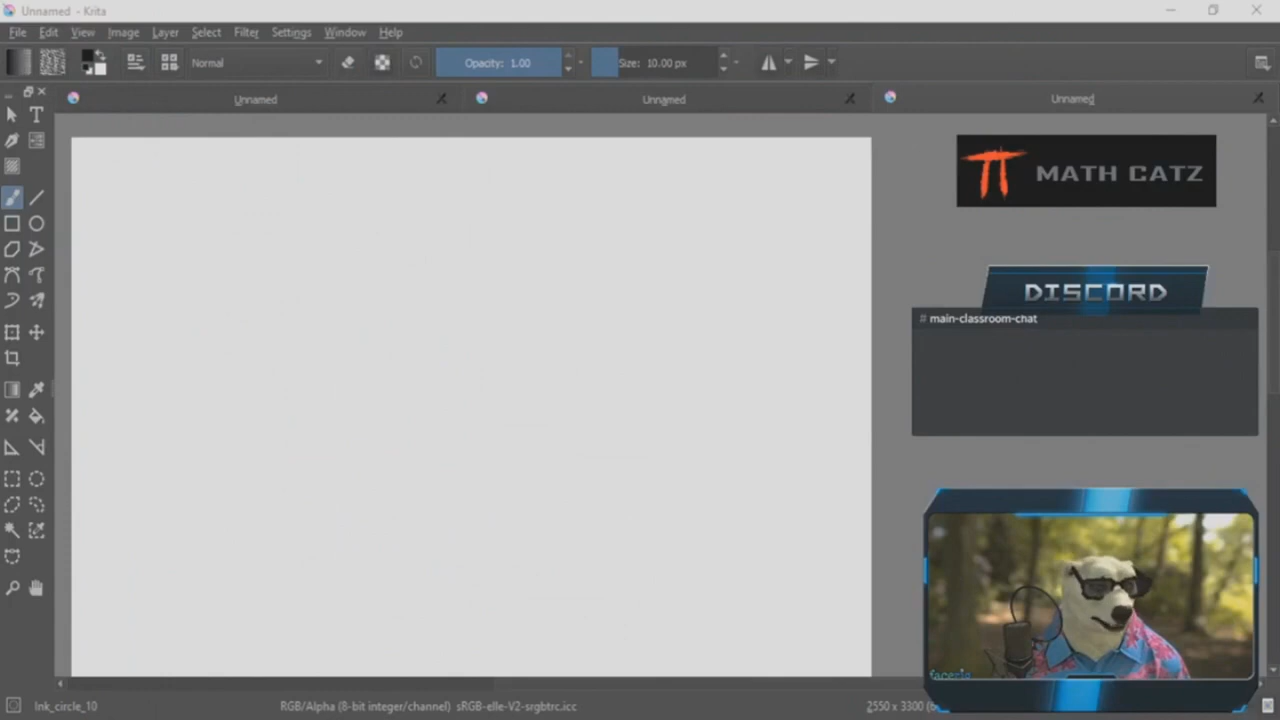 Unnamed - Krita
File Edit View Image Layer Select Filter Settings Window Help
Normal Opacity: 1.00 Size: 10.00 px
Unnamed Unnamed Unnamed
MATH CATZ
DISCORD
# main-classroom-chat
facerig
Ink_circle_10 RGB/Alpha (8-bit integer/channel) sRGB-elle-V2-srgbtrc.icc 2550 x 3300